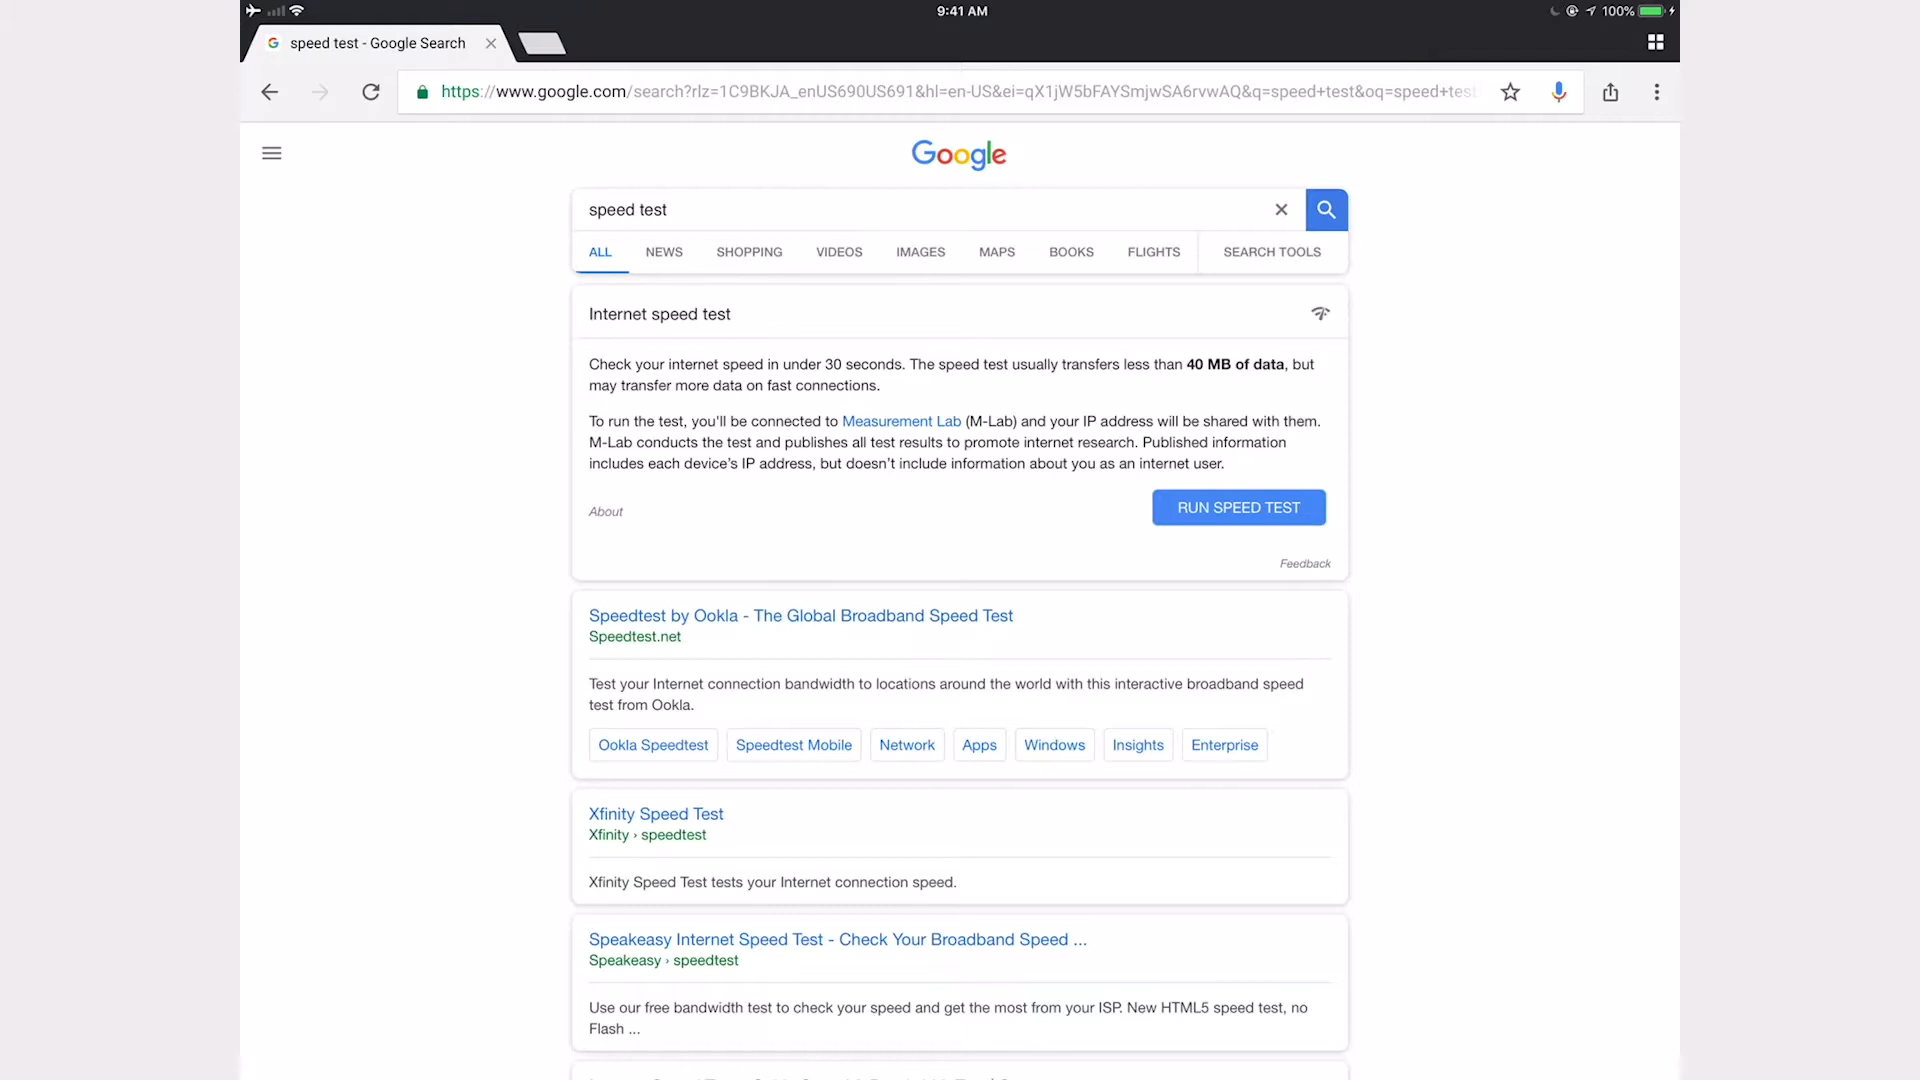 9:41 AM
100%
speed test - Google Search
https://www.google.com/search?rlz=1C9BKJA_enUS690US691&hl=en-US&ei=qX1jW5bFAYSmjwSA6rvwAQ&q=speed+test&oq=speed+test
Google
speed test
ALL NEWS SHOPPING VIDEOS IMAGES MAPS BOOKS FLIGHTS SEARCH TOOLS
Internet speed test
Check your internet speed in under 30 seconds. The speed test usually transfers less than 40 MB of data, but
may transfer more data on fast connections.
To run the test, you'll be connected to Measurement Lab (M-Lab) and your IP address will be shared with them.
M-Lab conducts the test and publishes all test results to promote internet research. Published information
includes each device’s IP address, but doesn’t include information about you as an internet user.
About
RUN SPEED TEST
Feedback
Speedtest by Ookla - The Global Broadband Speed Test
Speedtest.net
Test your Internet connection bandwidth to locations around the world with this interactive broadband speed
test from Ookla.
Ookla Speedtest Speedtest Mobile Network Apps Windows Insights Enterprise
Xfinity Speed Test
Xfinity › speedtest
Xfinity Speed Test tests your Internet connection speed.
Speakeasy Internet Speed Test - Check Your Broadband Speed ...
Speakeasy › speedtest
Use our free bandwidth test to check your speed and get the most from your ISP. New HTML5 speed test, no
Flash ...